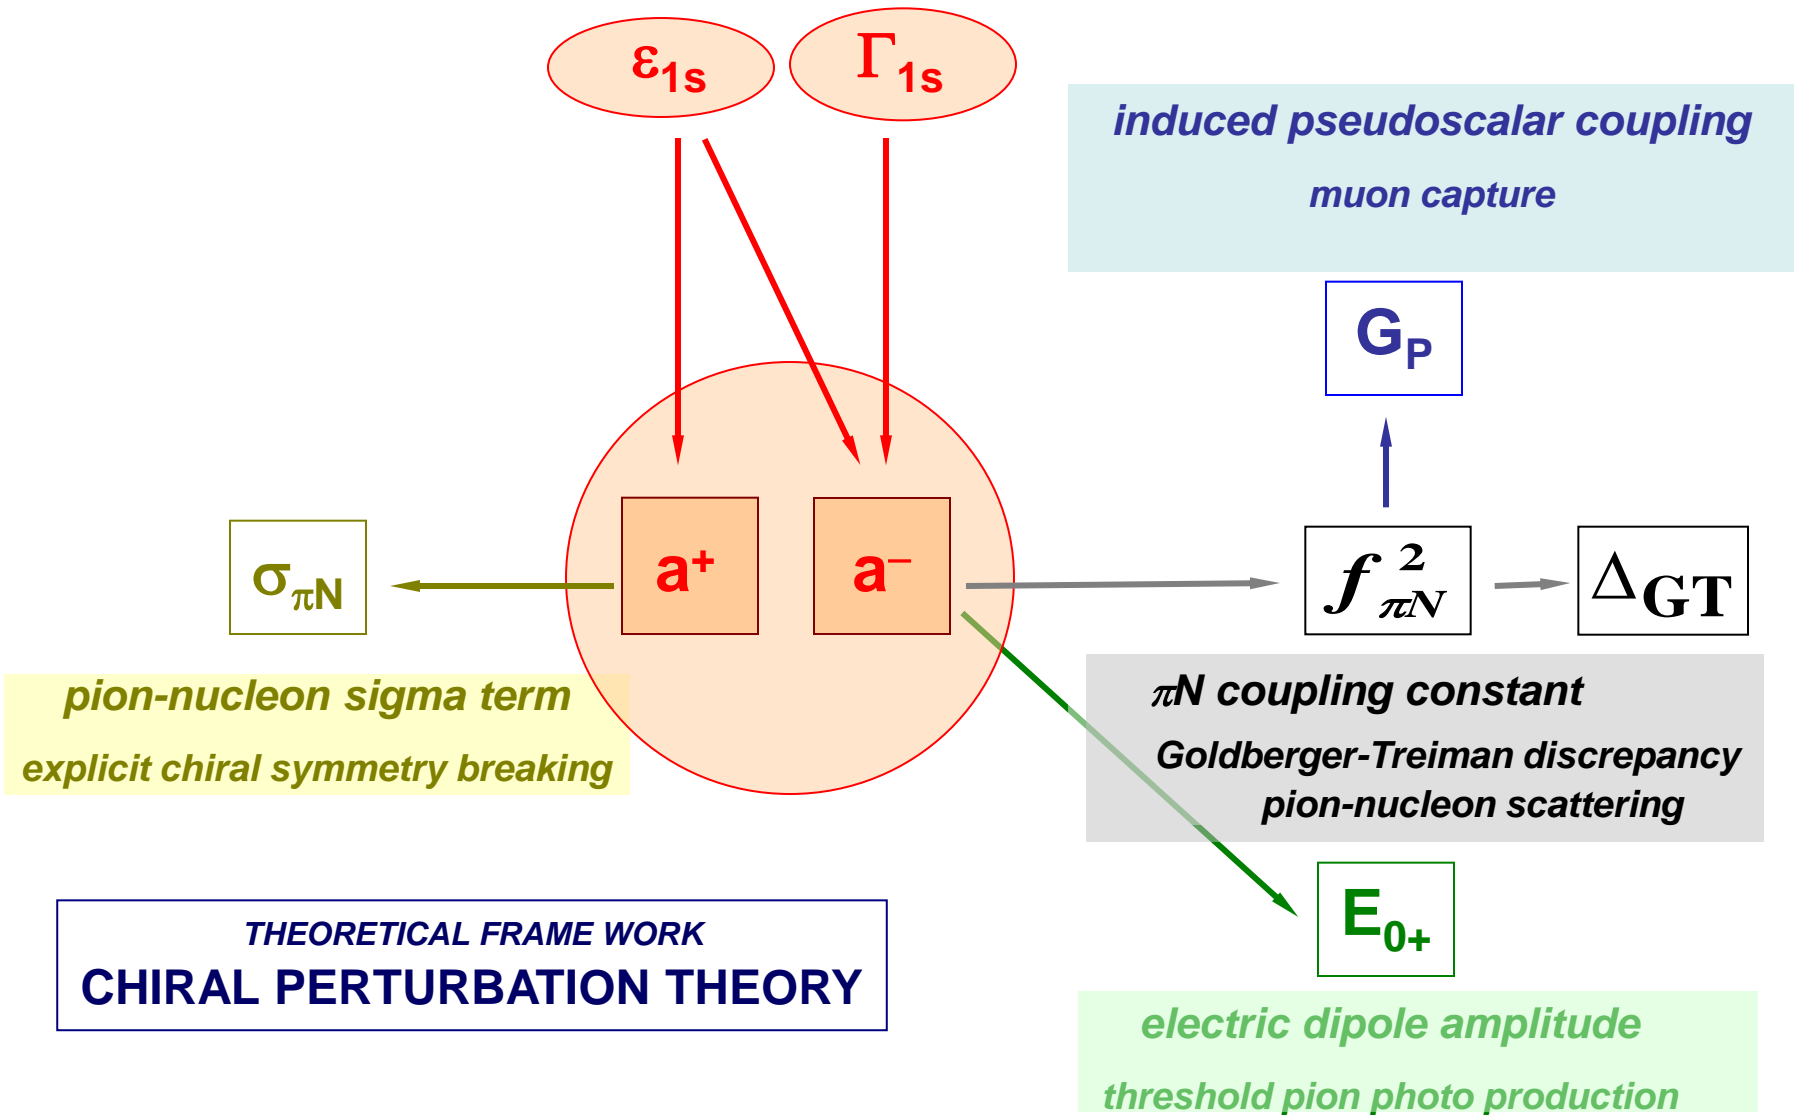 ε1s
Γ1s
induced pseudoscalar coupling
muon capture
GP
σπN
a+
a–
f 2 πN
ΔGT
pion-nucleon sigma term
explicit chiral symmetry breaking
πN coupling constant
Goldberger-Treiman discrepancy
pion-nucleon scattering
THEORETICAL FRAME WORK
CHIRAL PERTURBATION THEORY
E0+
electric dipole amplitude
threshold pion photo production